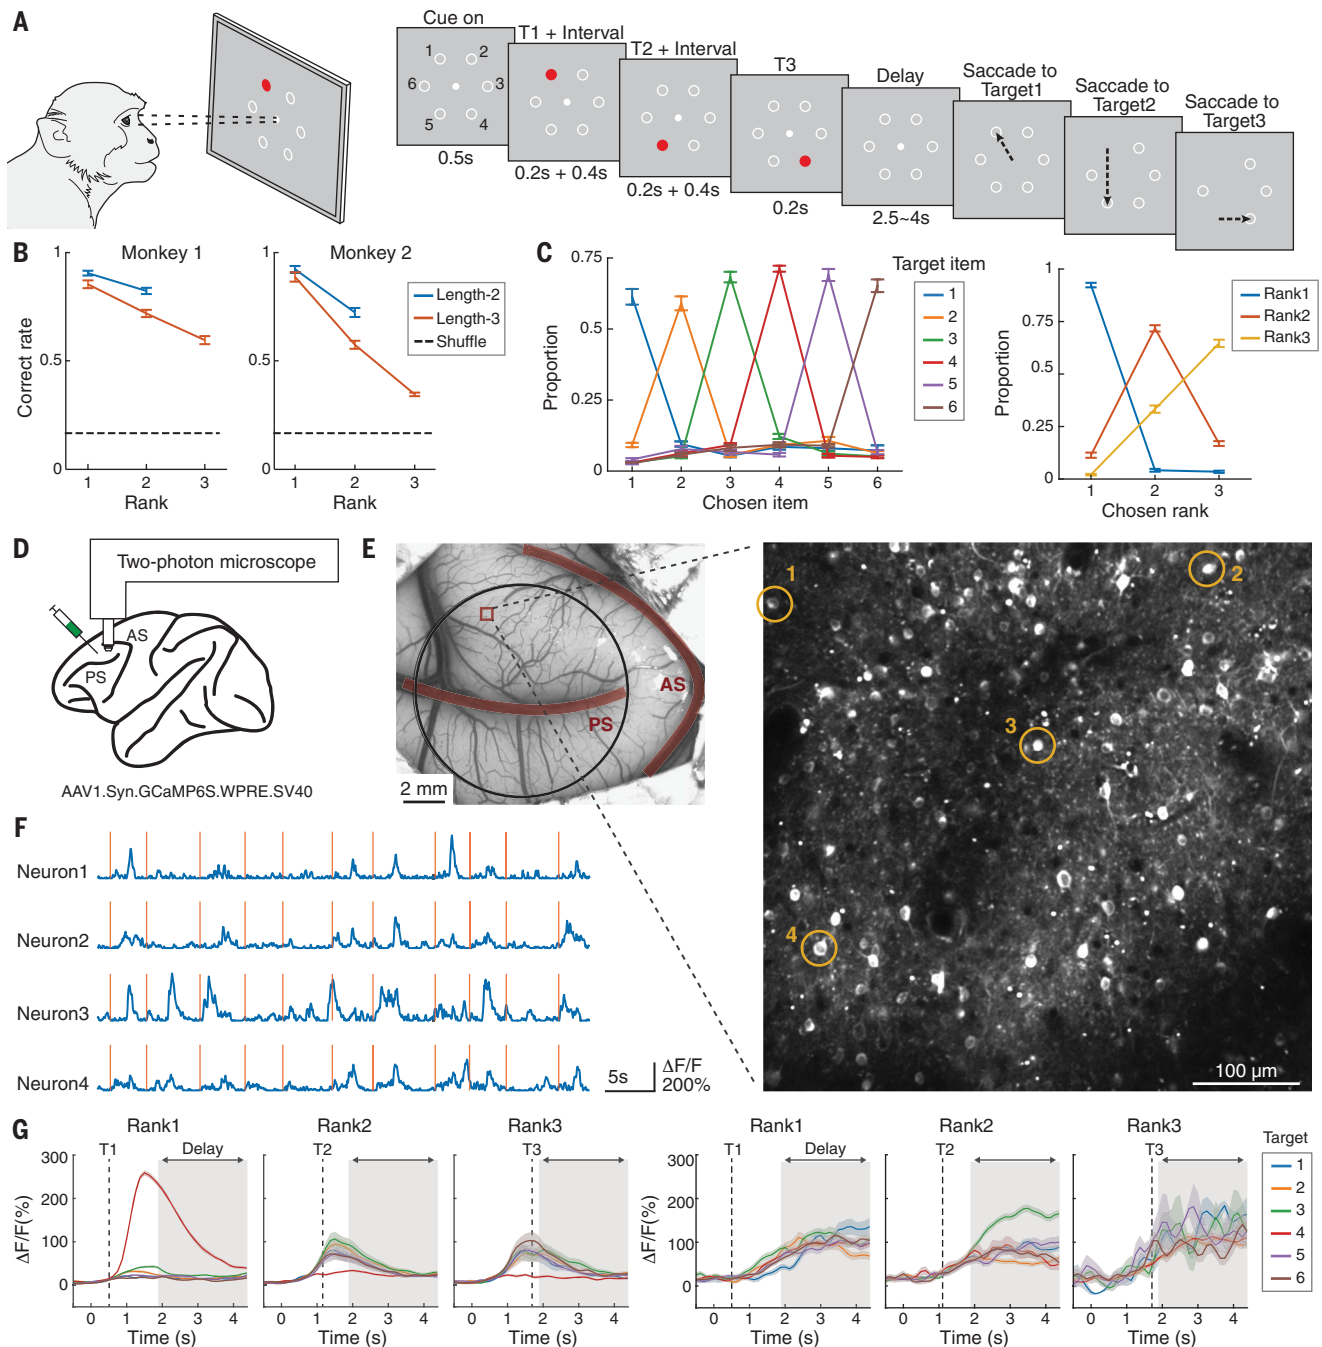 A
Cue on
T1 + Interval
T2 + Interval
T3
Delay
Saccade to
Target1
Saccade to
Target2
Saccade to
Target3
1 2
6 3
5 4
0.5s
0.2s + 0.4s
0.2s + 0.4s
0.2s
2.5~4s
B
Monkey 1
Monkey 2
Correct rate
1
0.5
0
1 2 3
Rank
1
0.5
0
1 2 3
Rank
Length-2
Length-3
Shuffle
C
Proportion
0.75
0.5
0.25
0
1 2 3 4 5 6
Chosen item
Target item
1
2
3
4
5
6
Proportion
1
0.75
0.5
0.25
0
1 2 3
Chosen rank
Rank1
Rank2
Rank3
D
Two-photon microscope
AS
PS
AAV1.Syn.GCaMP6S.WPRE.SV40
E
AS
PS
2 mm
1
2
3
4
100 μm
F
Neuron1
Neuron2
Neuron3
Neuron4
5s
ΔF/F
200%
G
Rank1
Rank2
Rank3
Rank1
Rank2
Rank3
T1
Delay
T2
T3
T1
Delay
T2
T3
ΔF/F(%)
300
200
100
0
0 1 2 3 4
Time (s)
0 1 2 3 4
Time (s)
0 1 2 3 4
Time (s)
ΔF/F(%)
300
200
100
0
0 1 2 3 4
Time (s)
0 1 2 3 4
Time (s)
0 1 2 3 4
Time (s)
Target
1
2
3
4
5
6